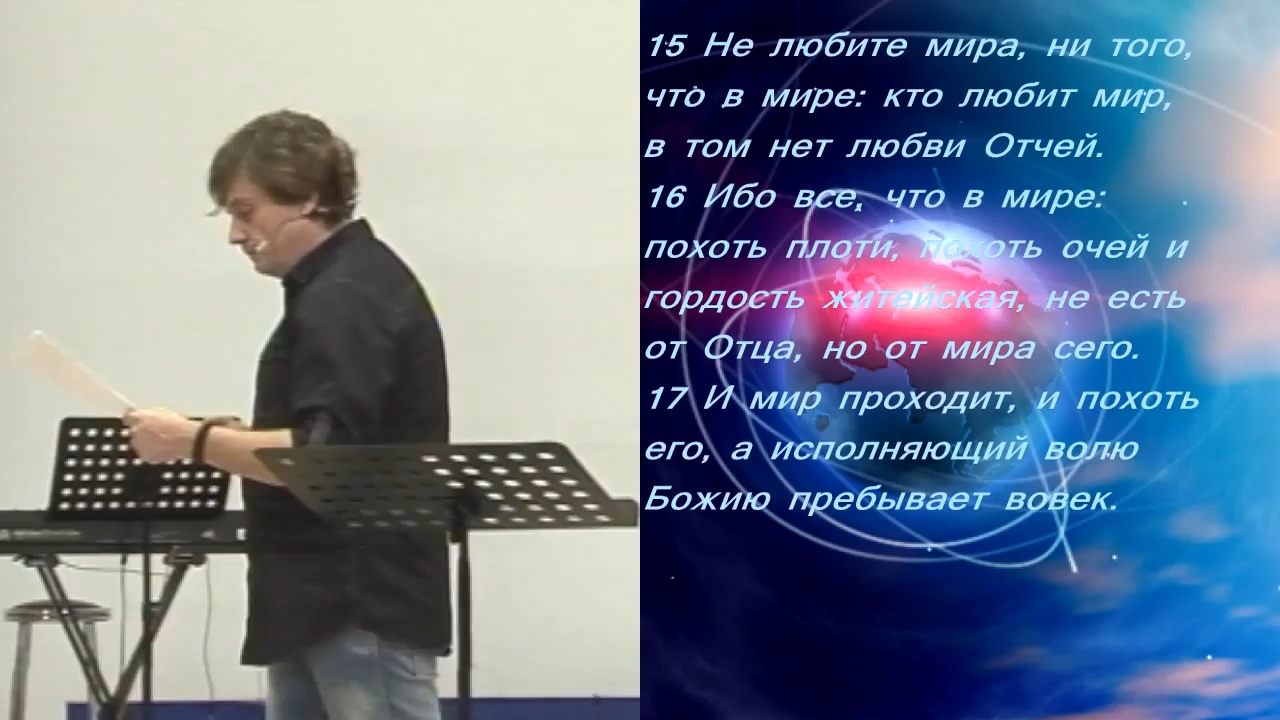 15 Не любите мира, ни того,
что в мире: кто любит мир,
в том нет любви Отчей.
16 Ибо все, что в мире:
похоть плоти, похоть очей и
гордость житейская, не есть
от Отца, но от мира сего.
17 И мир проходит, и похоть
его, а исполняющий волю
Божию пребывает вовек.